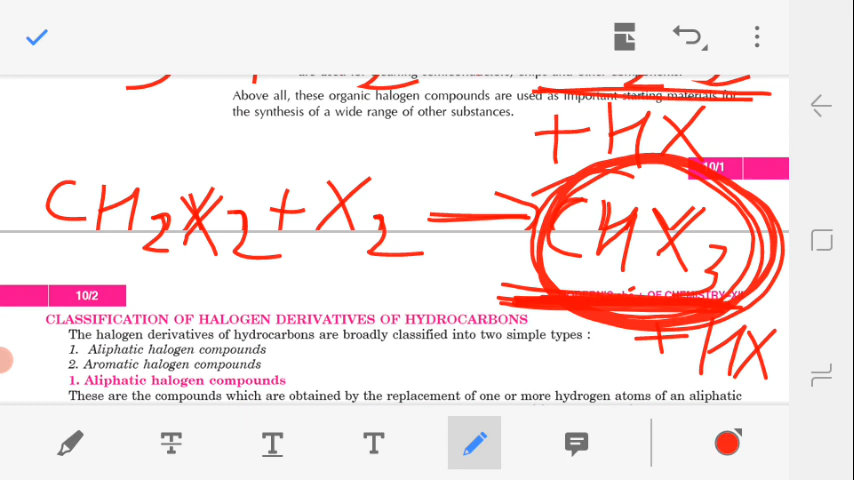 Above all, these organic halogen compounds are used as important starting materials for
the synthesis of a wide range of other substances.
+ HX
10/1
CH2X2 + X2 ⟶ CHX3
10/2
+ HX
CLASSIFICATION OF HALOGEN DERIVATIVES OF HYDROCARBONS
The halogen derivatives of hydrocarbons are broadly classified into two simple types :
1. Aliphatic halogen compounds
2. Aromatic halogen compounds
1. Aliphatic halogen compounds
These are the compounds which are obtained by the replacement of one or more hydrogen atoms of an aliphatic
T
T
T